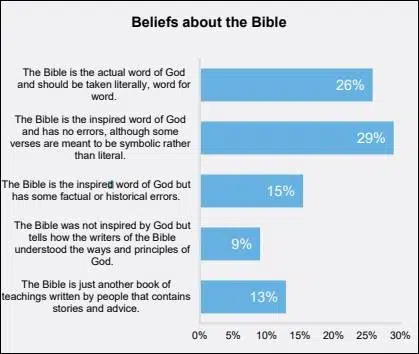 Beliefs about the Bible
The Bible is the actual word of God
and should be taken literally, word for
word.
26%
The Bible is the inspired word of God
and has no errors, although some
verses are meant to be symbolic rather
than literal.
29%
The Bible is the inspired word of God but
has some factual or historical errors.
15%
The Bible was not inspired by God but
tells how the writers of the Bible
understood the ways and principles of
God.
9%
The Bible is just another book of
teachings written by people that contains
stories and advice.
13%
0% 5% 10% 15% 20% 25% 30%